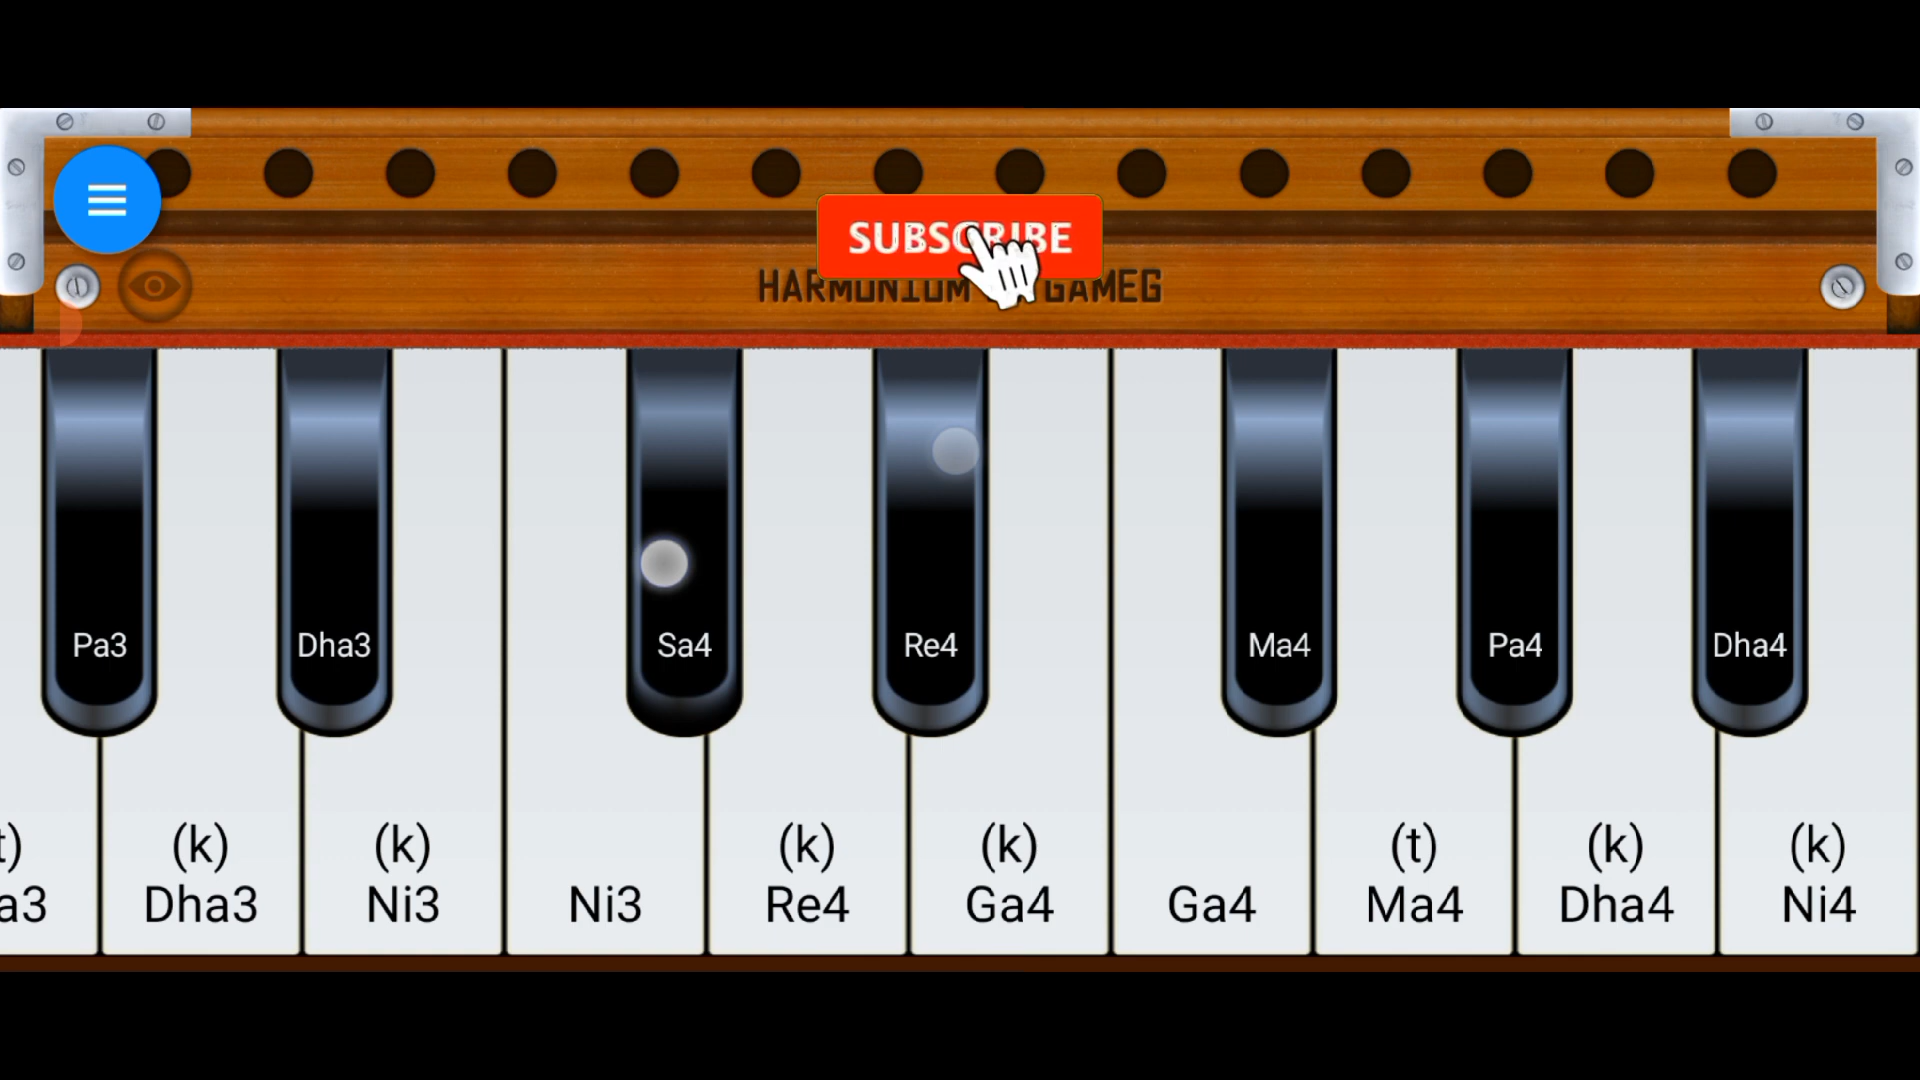 SUBSCRIBE
HARMONIUM GAMEG
Pa3 Dha3 Sa4 Re4 Ma4 Pa4 Dha4
(k) (k) (k) (k) (t) (k) (k)
Dha3 Ni3 Ni3 Re4 Ga4 Ga4 Ma4 Dha4 Ni4